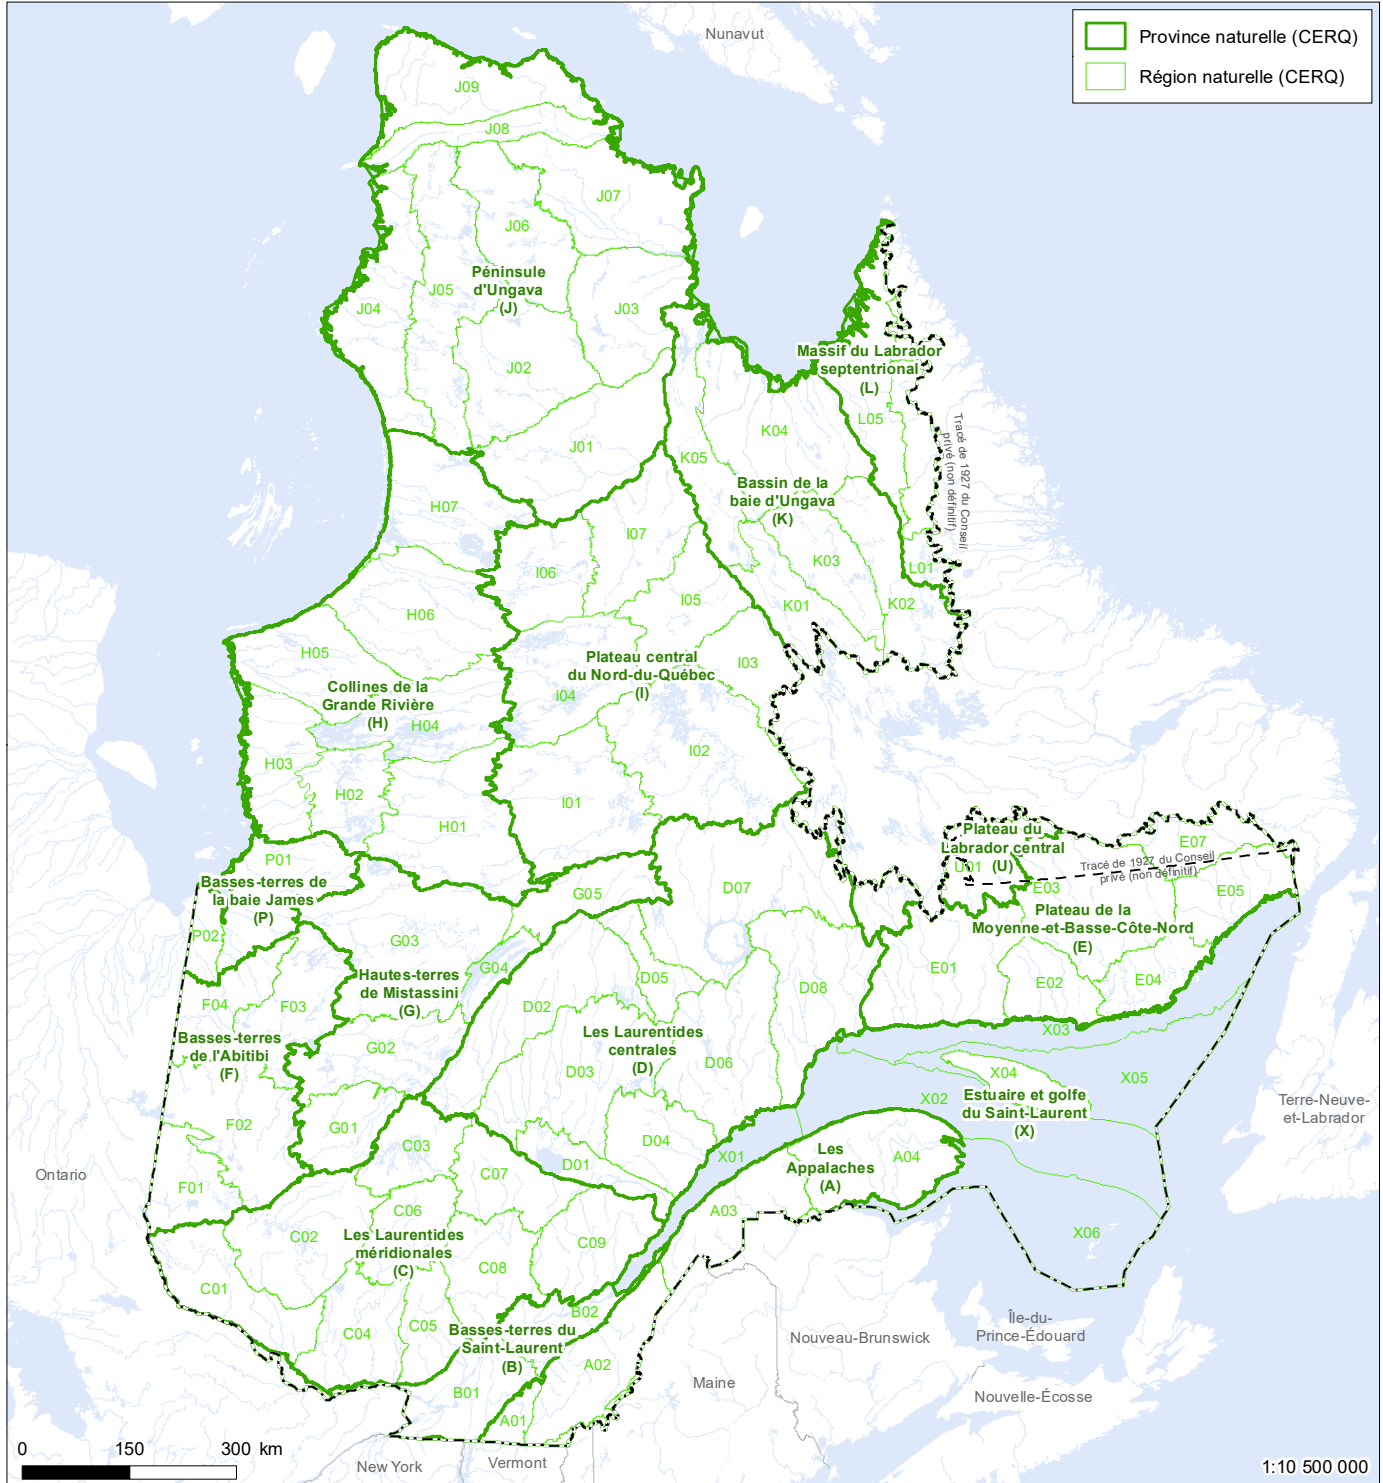 Nunavut
Province naturelle (CERQ)
Région naturelle (CERQ)
J09
J08
J07
J06
Péninsule
d'Ungava
(J)
J05
J04
J03
J02
J01
Massif du Labrador
septentrional
(L)
L05
L01
Tracé de 1927 du Conseil
privé (non définitif)
K04
K05
Bassin de la
baie d'Ungava
(K)
K03
K01
K02
H07
H06
H05
Collines de la
Grande Rivière
(H)
H04
H03
H02
H01
I07
I06
I05
I03
Plateau central
du Nord-du-Québec
(I)
I04
I02
I01
P01
Basses-terres de
la baie James
(P)
P02
G05
G03
G04
Hautes-terres
de Mistassini
(G)
G02
G01
F04
F03
Basses-terres
de l'Abitibi
(F)
F02
F01
D07
D05
D08
D02
Les Laurentides
centrales
(D)
D03
D06
D04
D01
Plateau du
Labrador central
(U)
U01
E07
Tracé de 1927 du Conseil
privé (non définitif)
E03
E05
Plateau de la
Moyenne-et-Basse-Côte-Nord
(E)
E01
E02
E04
X03
X04
X05
X02
Estuaire et golfe
du Saint-Laurent
(X)
X01
X06
Terre-Neuve-
et-Labrador
Ontario
Les
Appalaches
(A)
A04
A03
C03
C07
C06
C02
Les Laurentides
méridionales
(C)
C09
C08
C01
C04
C05
B02
Basses-terres du
Saint-Laurent
(B)
B01
A02
A01
Île-du-
Prince-Édouard
Nouveau-Brunswick
Nouvelle-Écosse
Maine
New York
Vermont
0 150 300 km
1:10 500 000